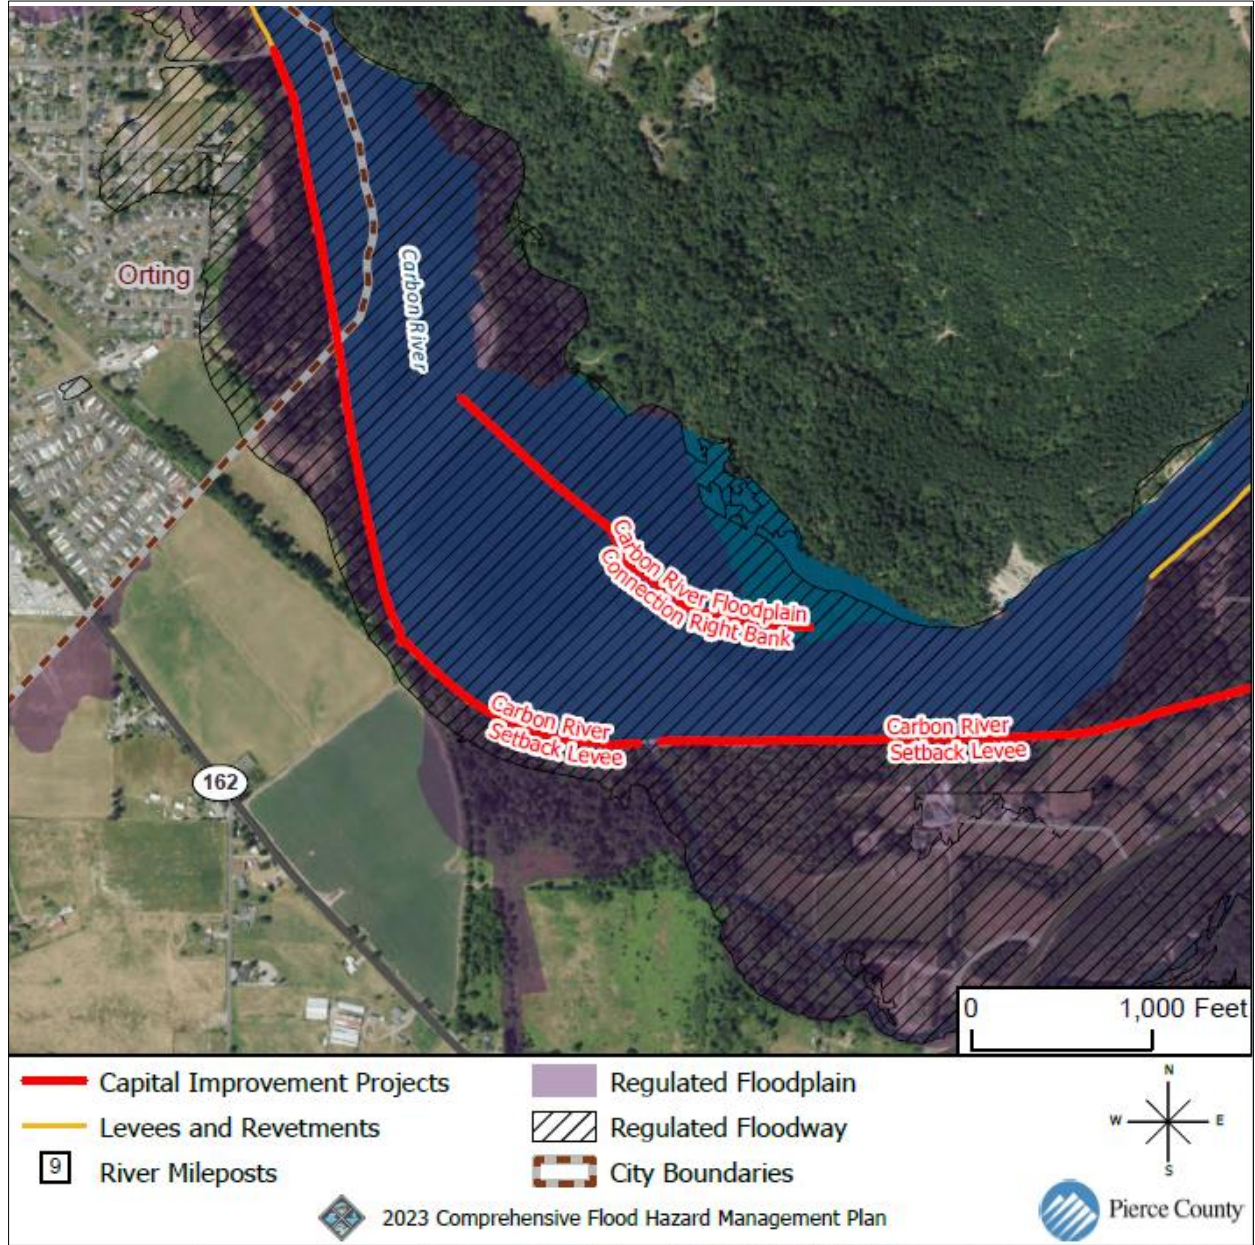 Orting
Carbon River
Carbon River Floodplain
Connection Right Bank
Carbon River
Setback Levee
Carbon River
Setback Levee
162
0 1,000 Feet
Capital Improvement Projects
Levees and Revetments
9 River Mileposts
Regulated Floodplain
Regulated Floodway
City Boundaries
N
W E
S
2023 Comprehensive Flood Hazard Management Plan
Pierce County